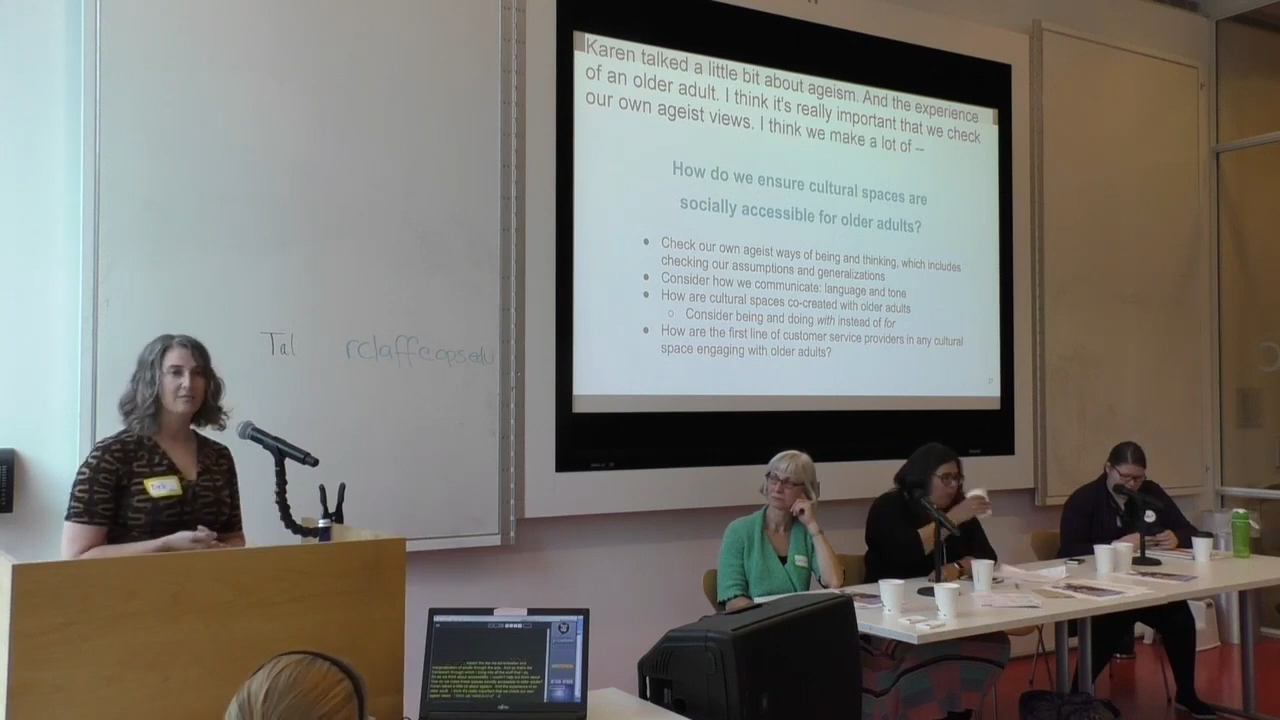 Karen talked a little bit about ageism. And the experience
of an older adult. I think it's really important that we check
our own ageist views. I think we make a lot of --
How do we ensure cultural spaces are
socially accessible for older adults?
● Check our own ageist ways of being and thinking, which includes
checking our assumptions and generalizations
● Consider how we communicate: language and tone
● How are cultural spaces co-created with older adults
○ Consider being and doing with instead of for
● How are the first line of customer service providers in any cultural
space engaging with older adults?
Tal
FUJITSU